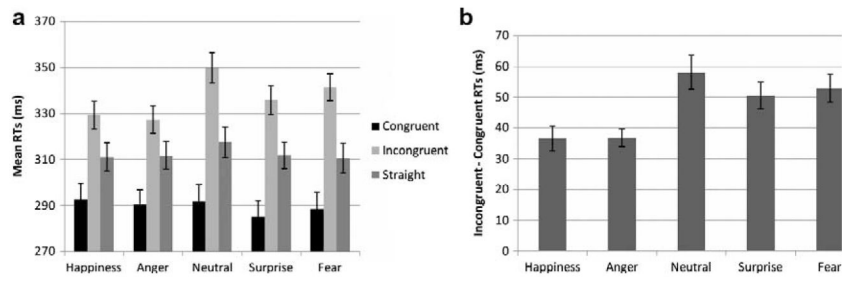 a
370
350
330
310
290
270
Mean RTs (ms)
Happiness Anger Neutral Surprise Fear
Congruent
Incongruent
Straight
b
70
60
50
40
30
20
10
0
Incongruent - Congruent RTs (ms)
Happiness Anger Neutral Surprise Fear